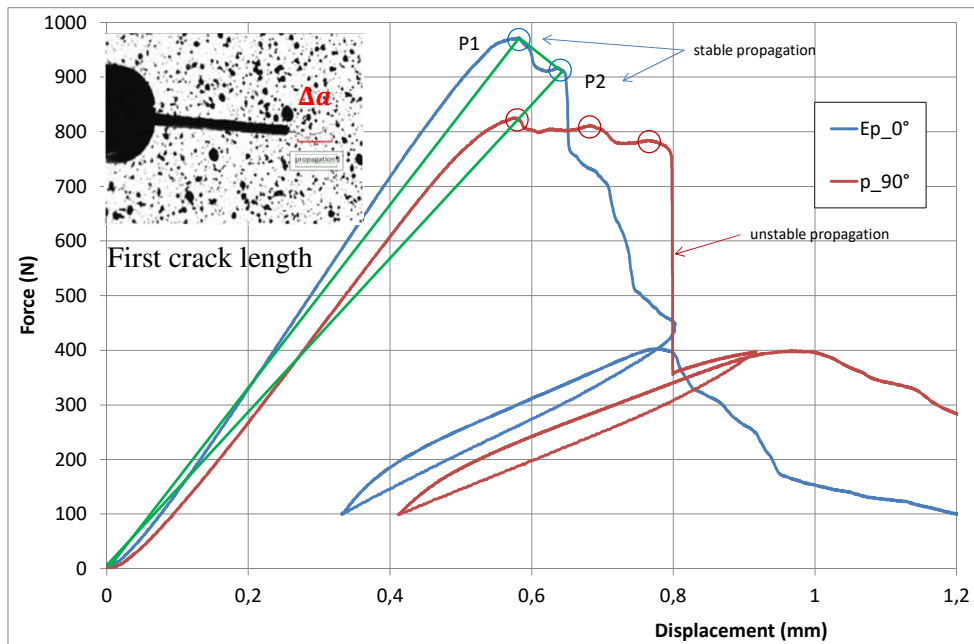 1000
900
800
700
600
500
400
300
200
100
0
Force (N)
0
0,2
0,4
0,6
0,8
1
1,2
Displacement (mm)
P1
P2
stable propagation
unstable propagation
Ep_0°
p_90°
Δa
propagation
First crack length